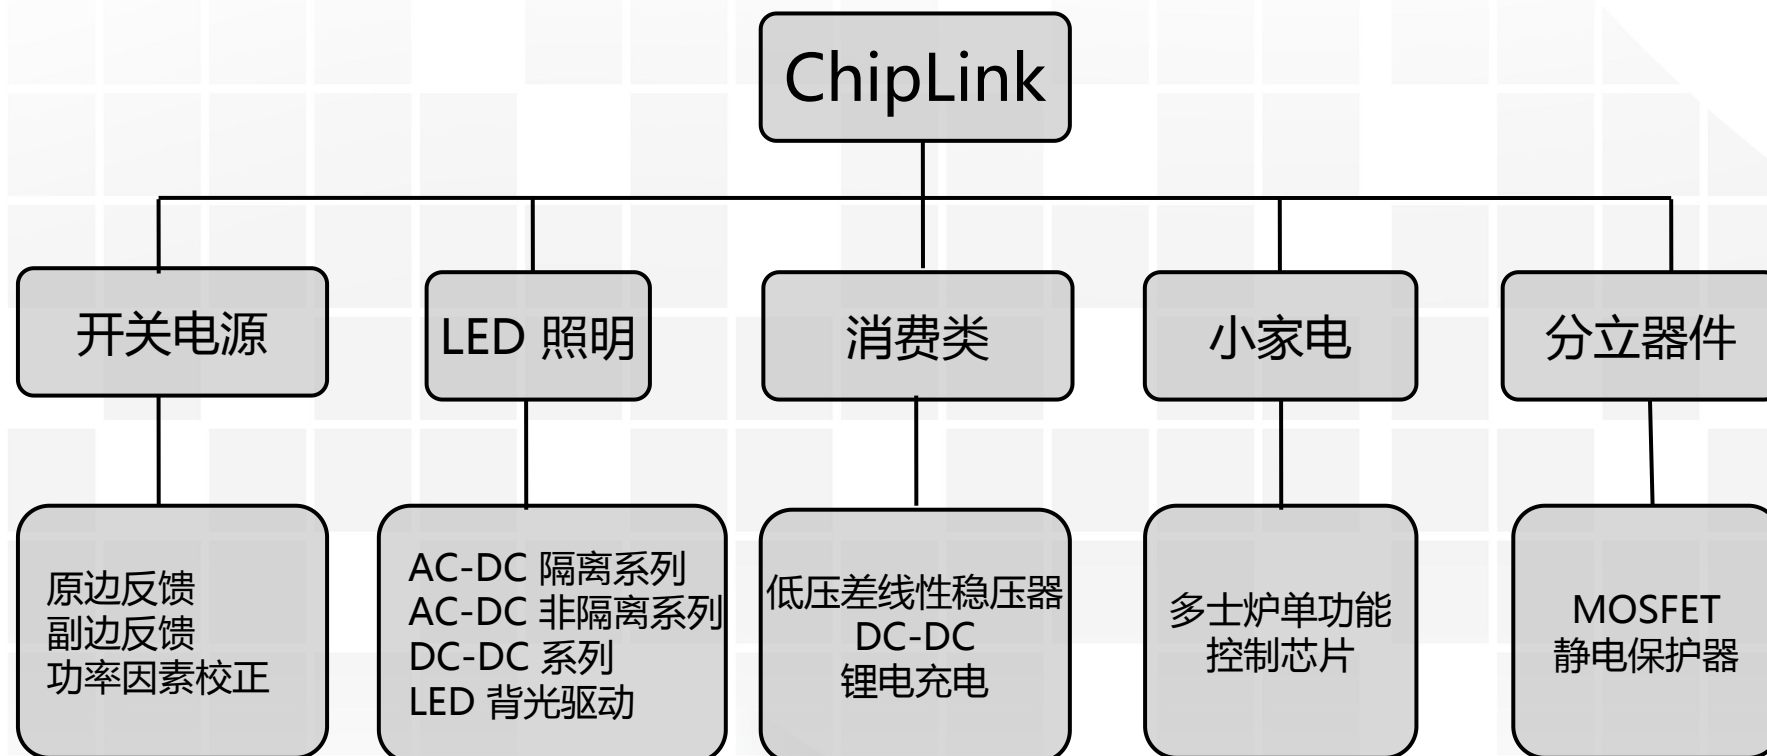 ChipLink
开关电源
LED 照明
消费类
小家电
分立器件
原边反馈
副边反馈
功率因素校正
AC-DC 隔离系列
AC-DC 非隔离系列
DC-DC 系列
LED 背光驱动
低压差线性稳压器
DC-DC
锂电充电
多士炉单功能
控制芯片
MOSFET
静电保护器